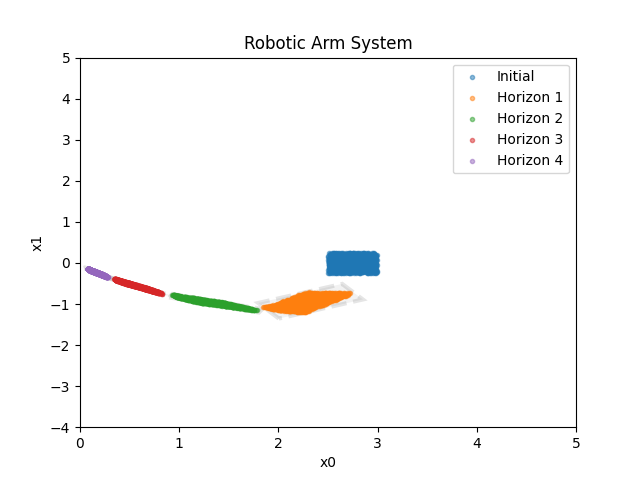 Robotic Arm System
Initial
Horizon 1
Horizon 2
Horizon 3
Horizon 4
5
4
3
2
1
0
−1
−2
−3
−4
x1
0 1 2 3 4 5
x0